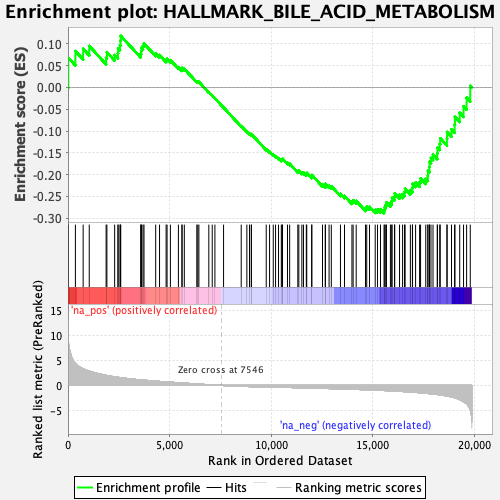 Enrichment plot: HALLMARK_BILE_ACID_METABOLISM
Enrichment score (ES)
0.10
0.05
0.00
-0.05
-0.10
-0.15
-0.20
-0.25
-0.30
'na_pos' (positively correlated)
Ranked list metric (PreRanked)
15
10
5
0
-5
Zero cross at 7546
'na_neg' (negatively correlated)
0
5,000
10,000
15,000
20,000
Rank in Ordered Dataset
Enrichment profile
Hits
Ranking metric scores